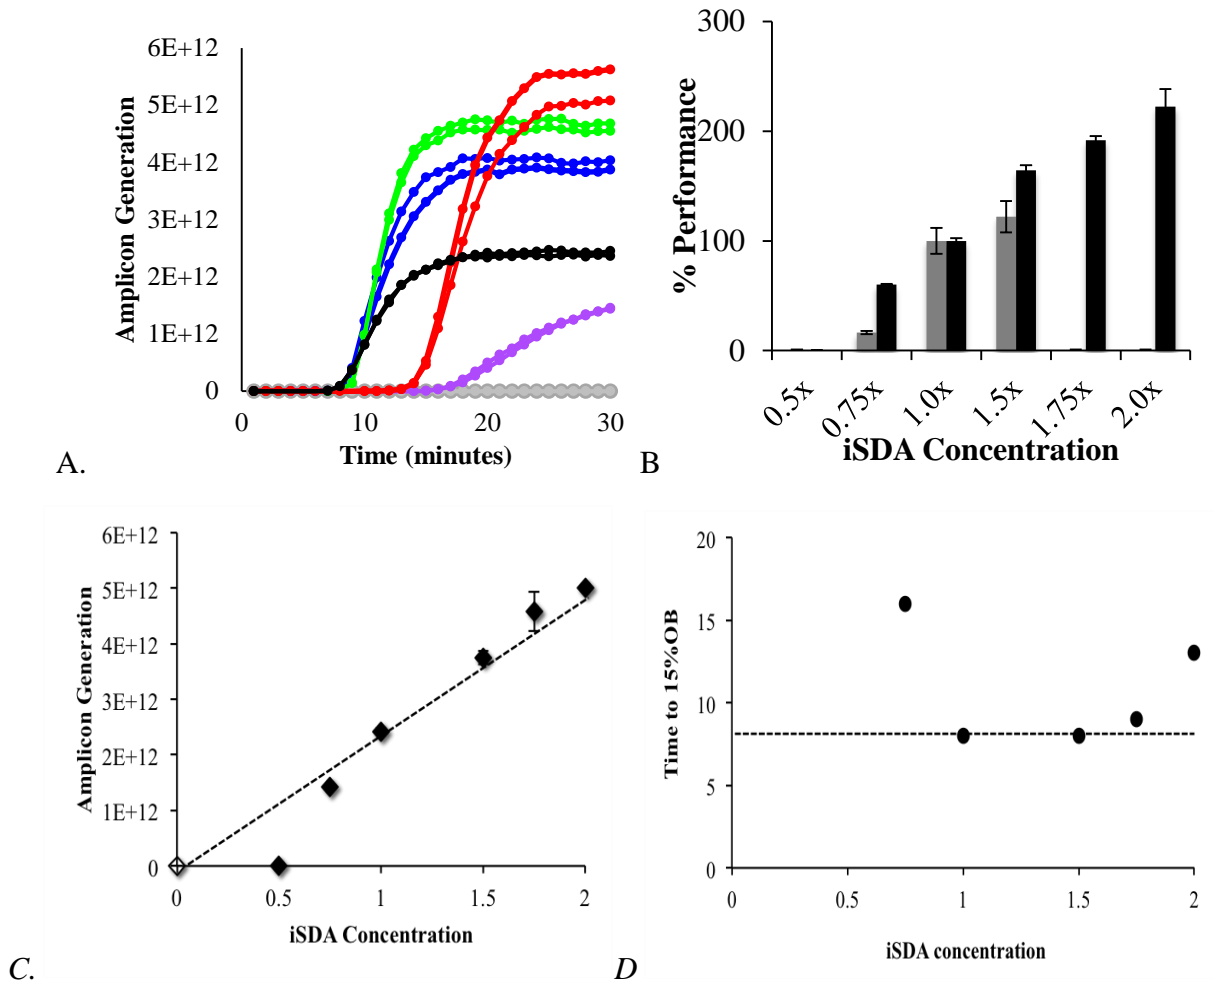 6E+12
5E+12
4E+12
3E+12
2E+12
1E+12
0
Amplicon Generation
0 10 20 30
Time (minutes)
A.
300
200
100
0
% Performance
0.5x 0.75x 1.0x 1.5x 1.75x 2.0x
iSDA Concentration
B
6E+12
5E+12
4E+12
3E+12
2E+12
1E+12
0
Amplicon Generation
0 0.5 1 1.5 2
iSDA Concentration
C.
20
15
10
5
0
Time to 15%OB
0 0.5 1 1.5 2
iSDA concentration
D